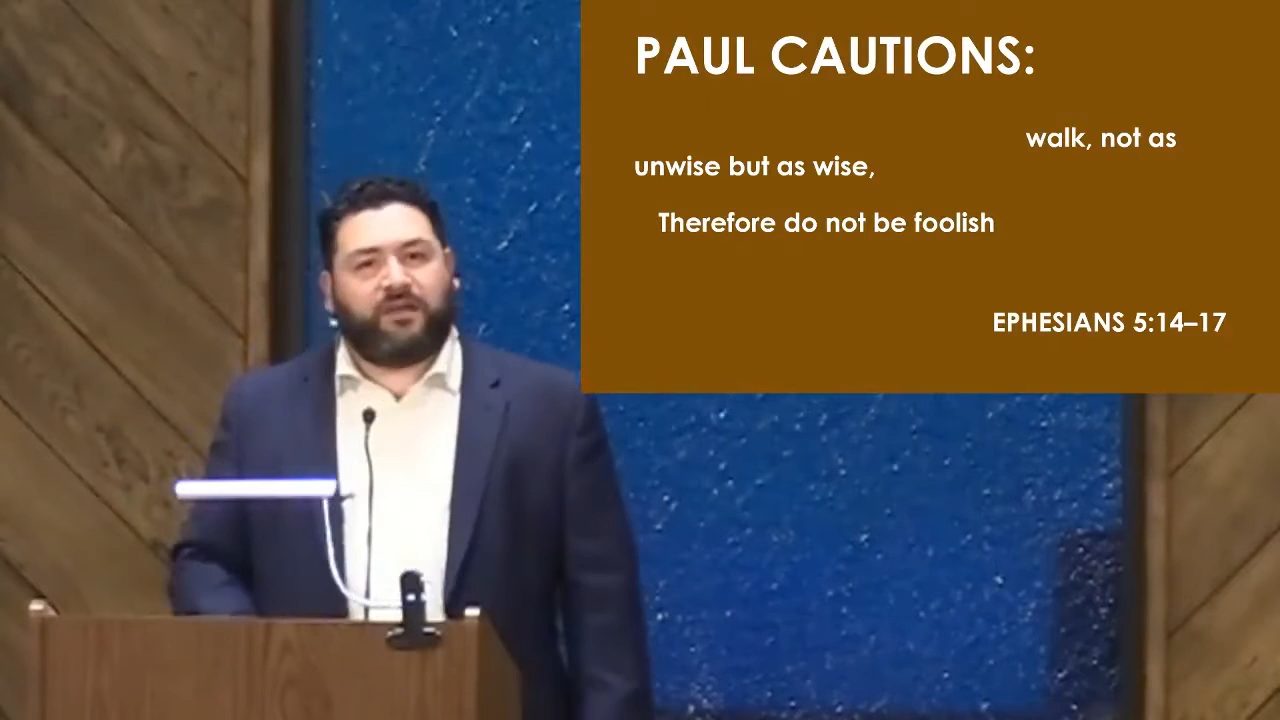 PAUL CAUTIONS:
walk, not as
unwise but as wise,
Therefore do not be foolish
EPHESIANS 5:14–17